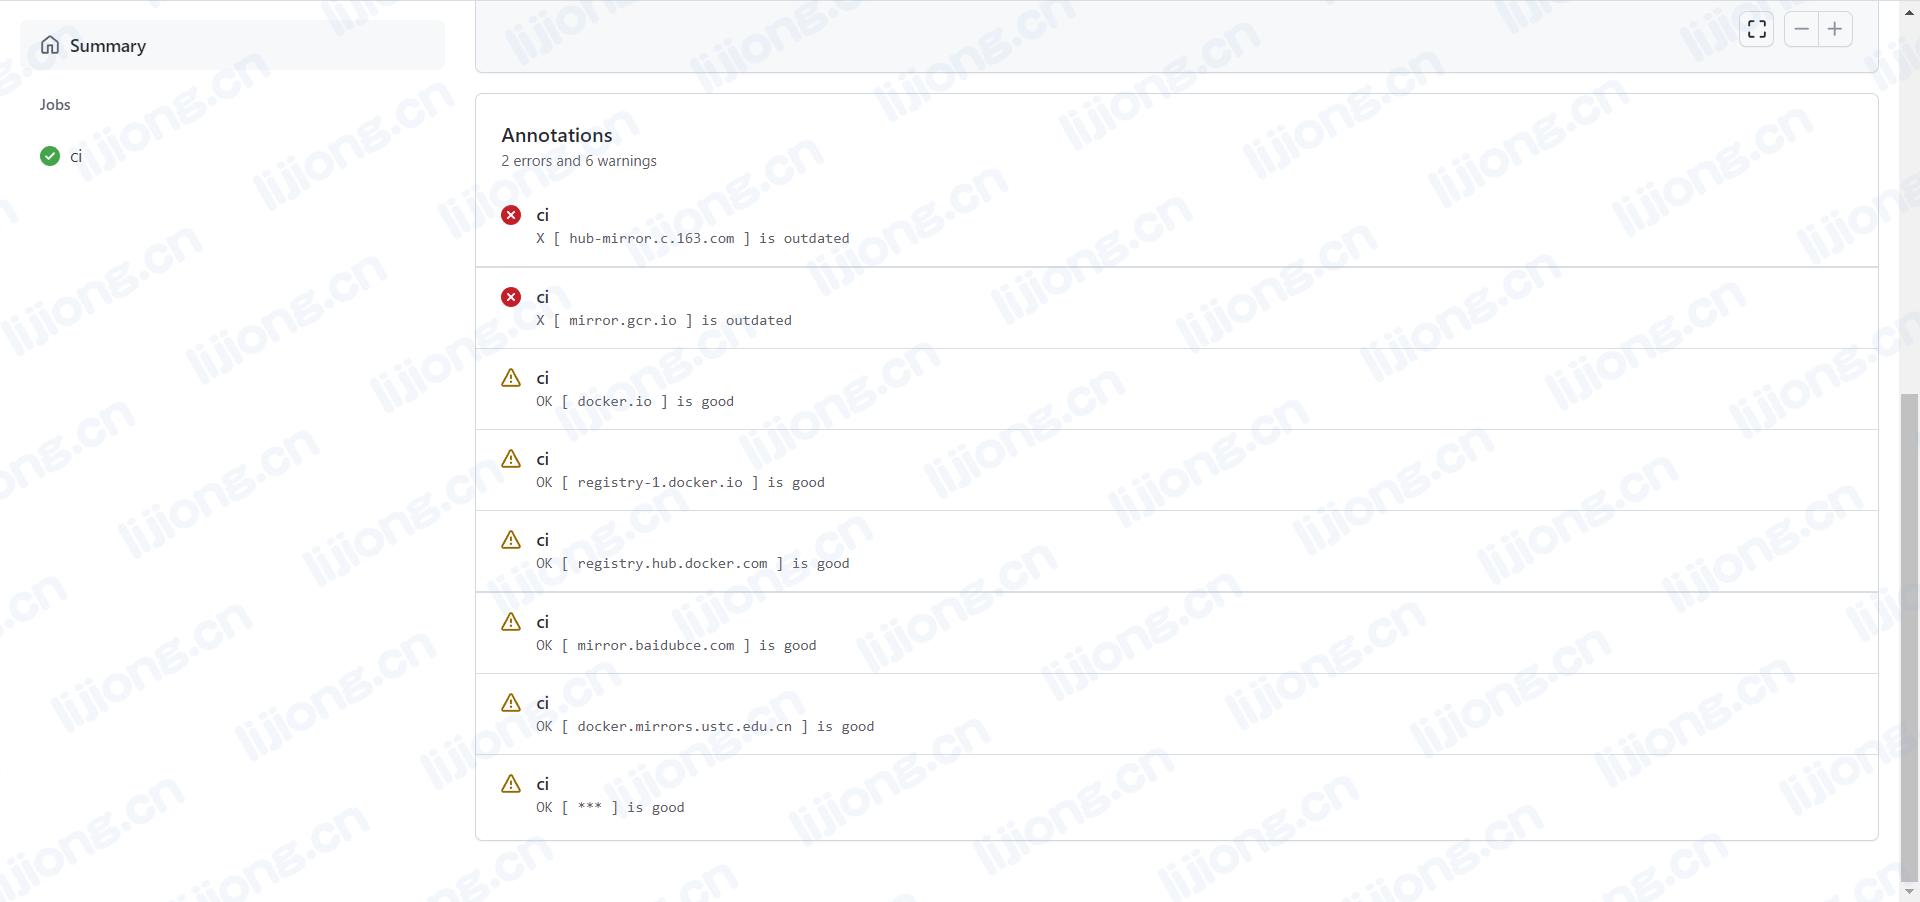 Summary
Jobs
ci
Annotations
2 errors and 6 warnings
ci
X [ hub-mirror.c.163.com ] is outdated
ci
X [ mirror.gcr.io ] is outdated
ci
OK [ docker.io ] is good
ci
OK [ registry-1.docker.io ] is good
ci
OK [ registry.hub.docker.com ] is good
ci
OK [ mirror.baidubce.com ] is good
ci
OK [ docker.mirrors.ustc.edu.cn ] is good
ci
OK [ *** ] is good
lijiong.cn